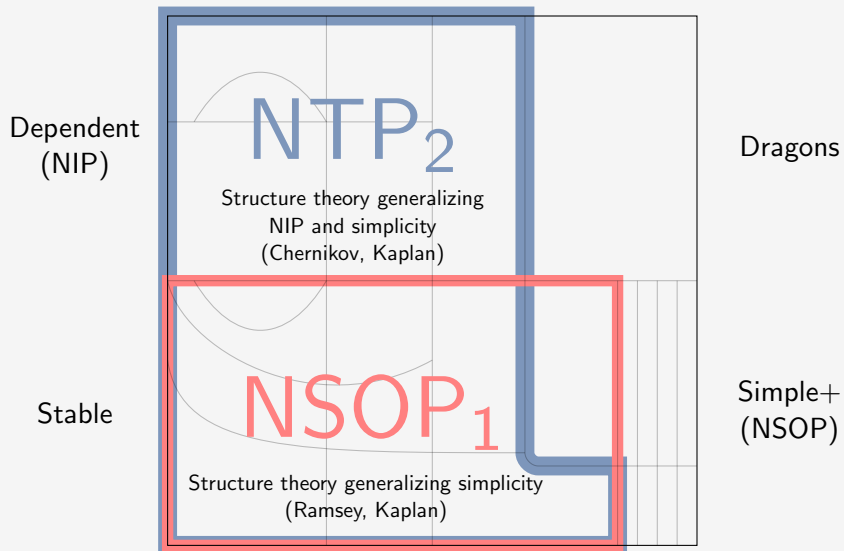 Dependent
(NIP)
NTP₂
Structure theory generalizing
NIP and simplicity
(Chernikov, Kaplan)
Dragons
Stable
NSOP₁
Structure theory generalizing simplicity
(Ramsey, Kaplan)
Simple+
(NSOP)